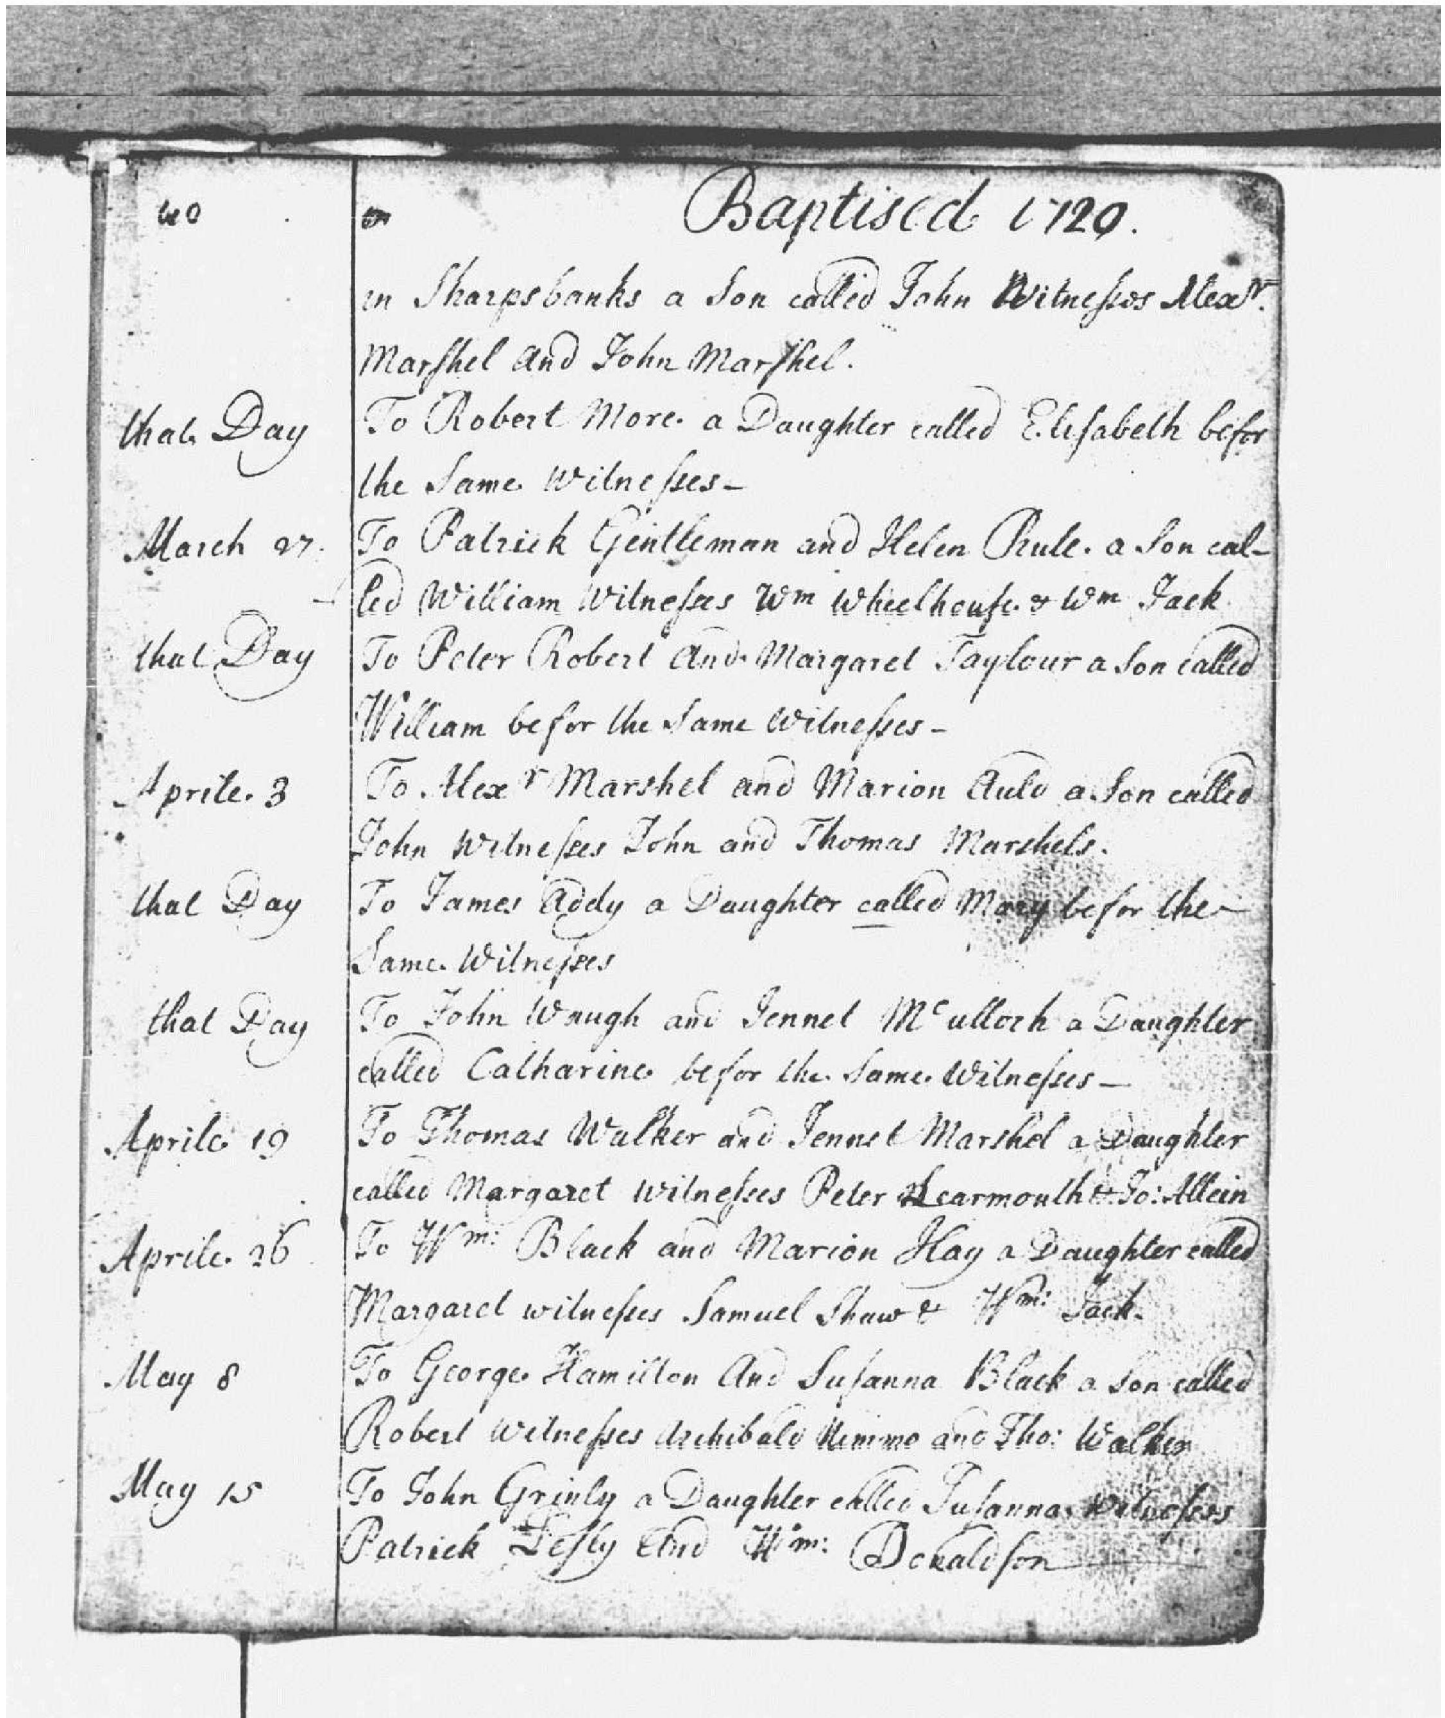 40 Baptised 1720.
in Sharpsbanks a Son called John Witnesses Alexr.
Marshel And John Marshel.
that Day To Robert More a Daughter called Elisabeth befor
the Same Witnesses -
March 27. To Patrick Gentleman and Helen Rule a Son cal-
led William Witnesses Wm Wheelhouse & Wm Jack
that Day To Peter Robert And Margaret Taylour a Son called
William befor the Same Witnesses -
Aprile 3 To Alexr Marshel and Marion Auld a Son called
John Witnesses John and Thomas Marshels.
that Day To James Addy a Daughter called Mary befor the
Same Witnesses
that Day To John Waugh and Jennet Mculloch a Daughter
called Catharine befor the Same Witnesses -
Aprile 19 To Thomas Walker and Jennet Marshel a Daughter
called Margaret Witnesses Peter Learmouth & Jo: Allein
Aprile 26 To Wm: Black and Marion Hay a Daughter called
Margaret witnesses Samuel Shaw & Wm: Jack.
May 8 To George Hamilton And Susanna Black a Son called
Robert Witnesses Archibald Nimmo and Tho: Walker
May 15 To John Grinly a Daughter called Susanna Witnesses
Patrick And Wm: Donaldson